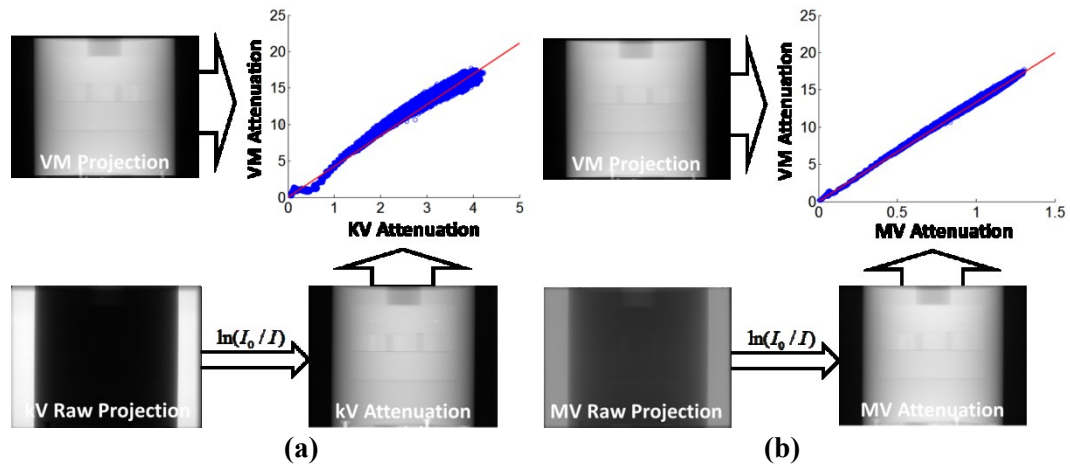 VM Projection
VM Attenuation
25
20
15
10
5
0
0
1
2
3
4
5
KV Attenuation
kV Raw Projection
ln(I₀ / I)
kV Attenuation
(a)
VM Projection
VM Attenuation
25
20
15
10
5
0
0
0.5
1
1.5
MV Attenuation
MV Raw Projection
ln(I₀ / I)
MV Attenuation
(b)